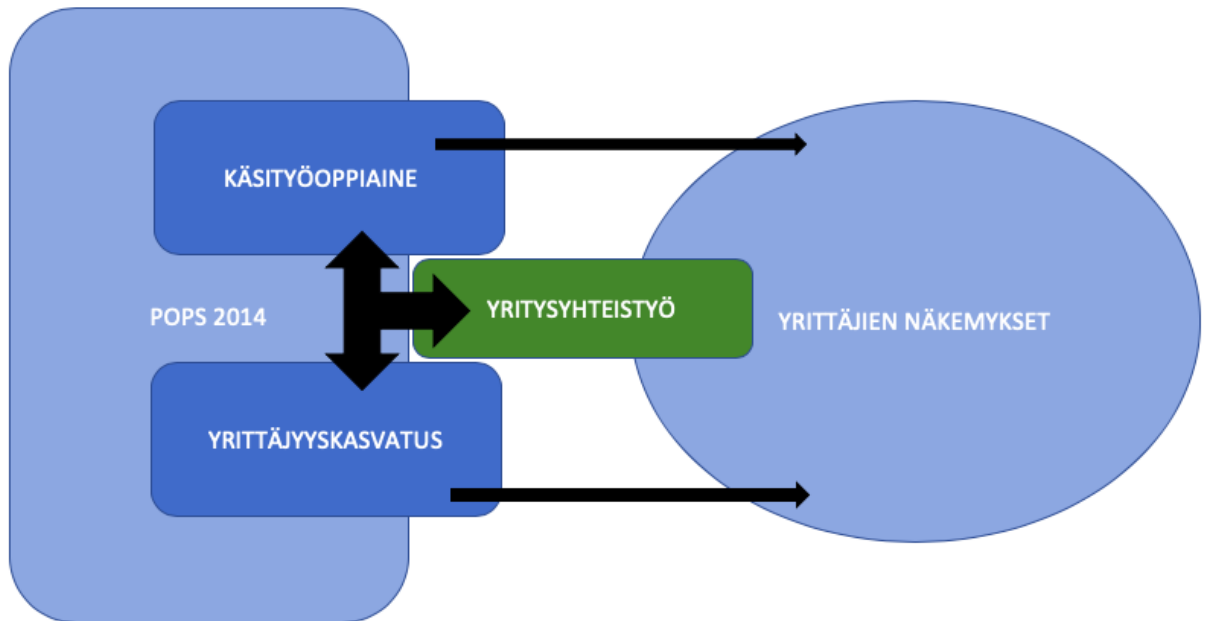 KÄSITYÖOPPIAINE
POPS 2014
YRITYSYHTEISTYÖ
YRITTÄJIEN NÄKEMYKSET
YRITTÄJYYSKASVATUS